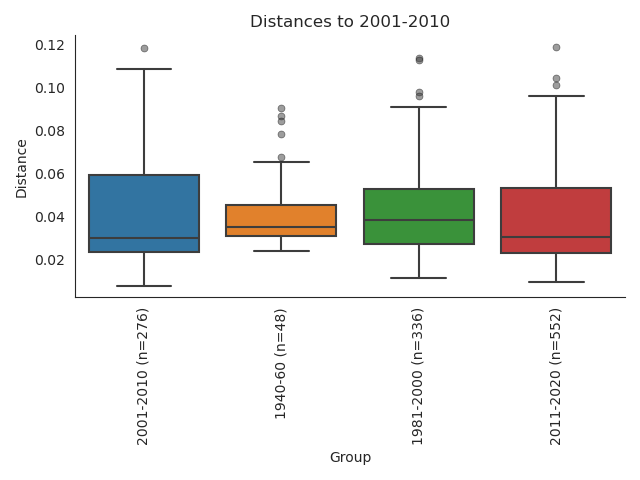 Distances to 2001-2010
Distance
0.12
0.10
0.08
0.06
0.04
0.02
2001-2010 (n=276)
1940-60 (n=48)
1981-2000 (n=336)
2011-2020 (n=552)
Group